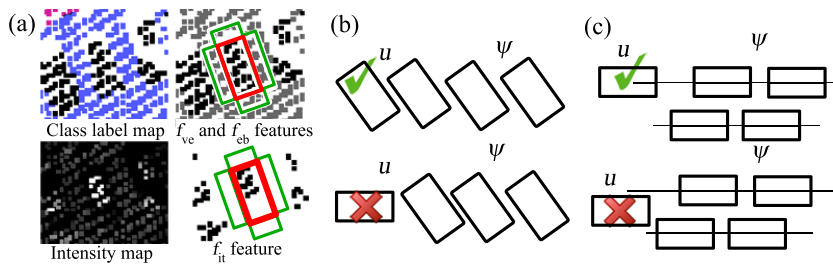 (a)
Class label map
f_ve and f_eb features
Intensity map
f_it feature
(b)
u
ψ
u
ψ
(c)
u
ψ
u
ψ